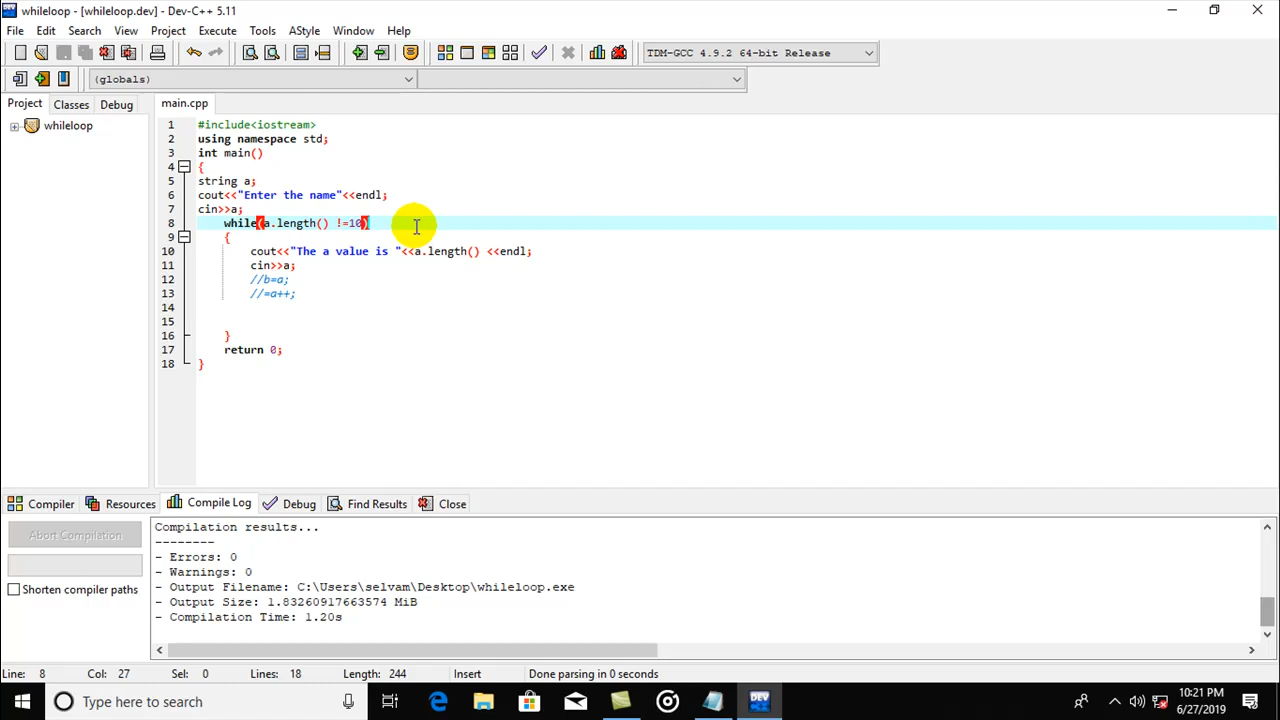 whileloop - [whileloop.dev] - Dev-C++ 5.11
File Edit Search View Project Execute Tools AStyle Window Help
TDM-GCC 4.9.2 64-bit Release
(globals)
Project Classes Debug main.cpp
whileloop
1 #include<iostream>
2 using namespace std;
3 int main()
4 {
5 string a;
6 cout<<"Enter the name"<<endl;
7 cin>>a;
8 while(a.length() !=10)
9 {
10 cout<<"The a value is "<<a.length() <<endl;
11 cin>>a;
12 //b=a;
13 //=a++;
14
15
16 }
17 return 0;
18 }
Compiler Resources Compile Log Debug Find Results Close
Abort Compilation
Shorten compiler paths
Compilation results...
--------
- Errors: 0
- Warnings: 0
- Output Filename: C:\Users\selvam\Desktop\whileloop.exe
- Output Size: 1.83260917663574 MiB
- Compilation Time: 1.20s
Line: 8 Col: 27 Sel: 0 Lines: 18 Length: 244 Insert Done parsing in 0 seconds
Type here to search
DEV
10:21 PM
6/27/2019